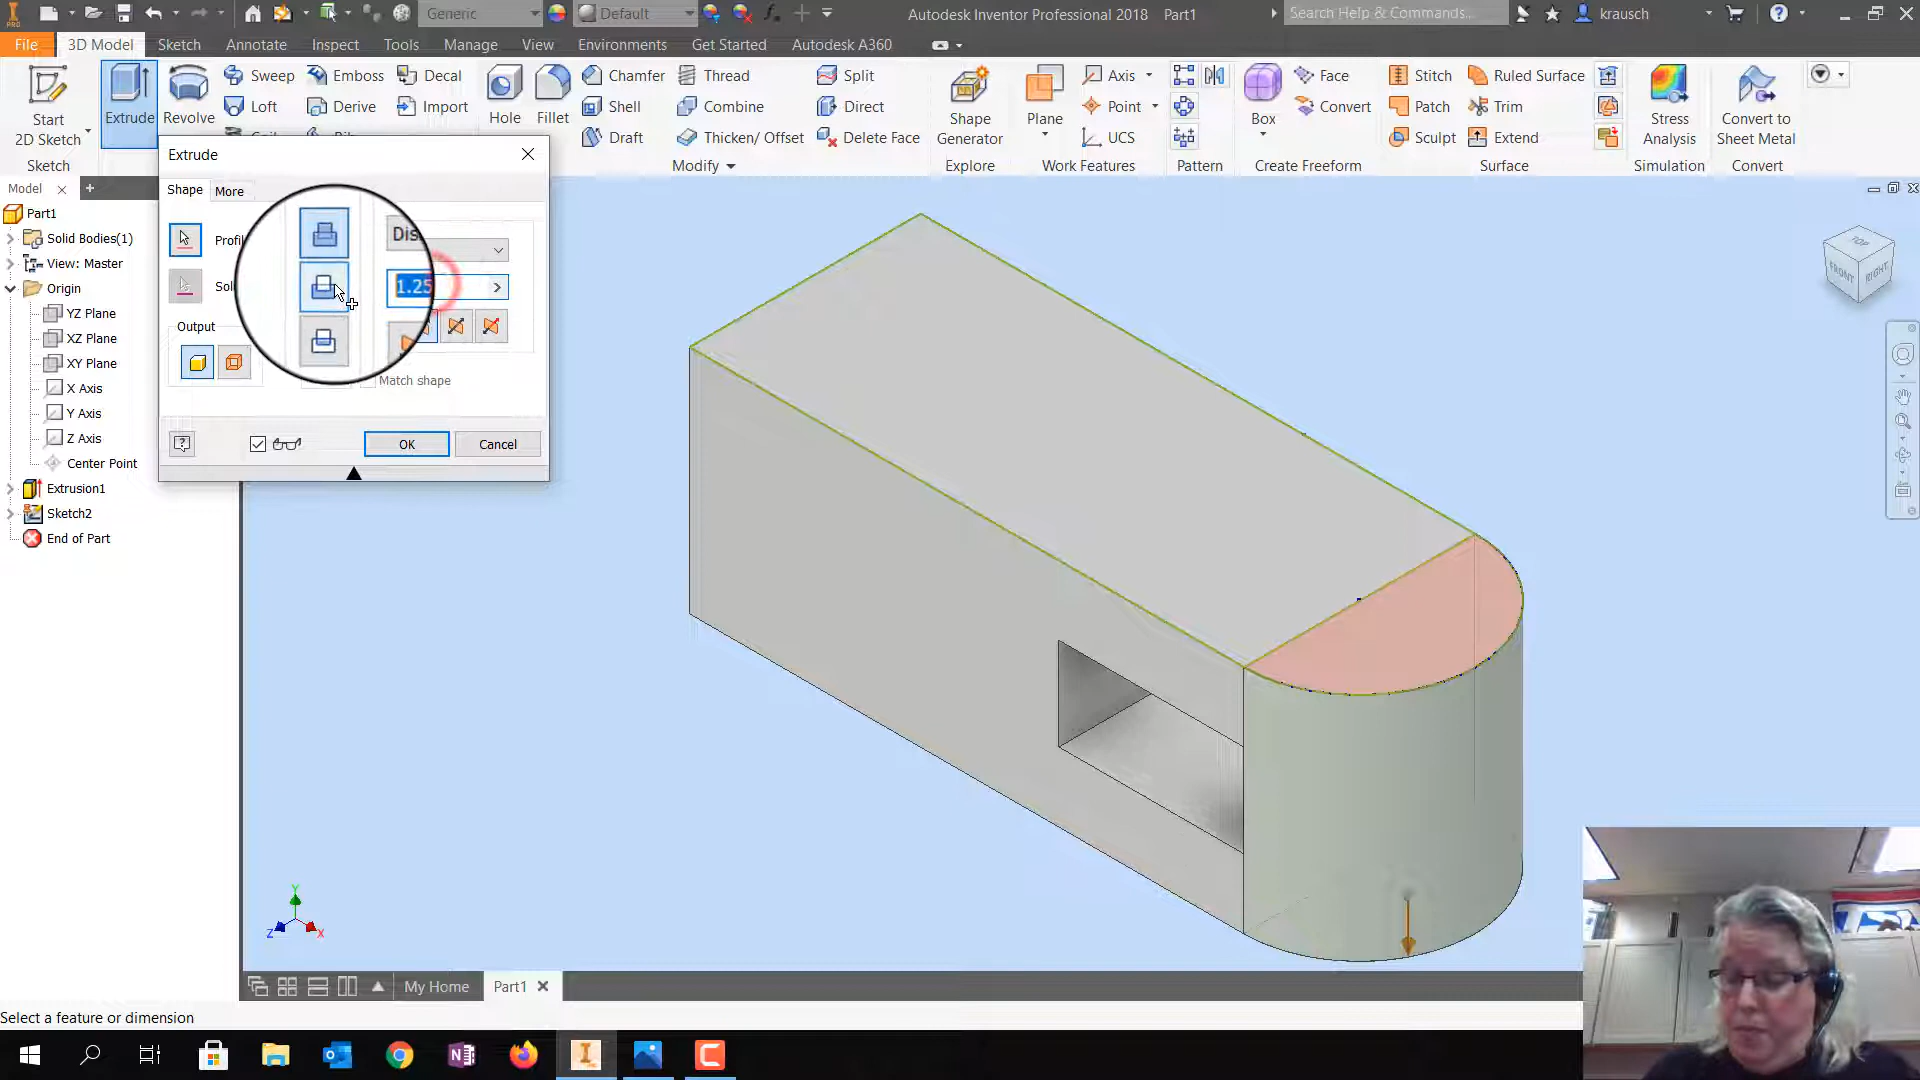 PRO
Generic
Default
Autodesk Inventor Professional 2018 Part1
Search Help & Commands...
krausch
File
3D Model
Sketch
Annotate
Inspect
Tools
Manage
View
Environments
Get Started
Autodesk A360
Start
2D Sketch
Extrude
Revolve
Sweep
Loft
Emboss
Derive
Decal
Import
Hole
Fillet
Chamfer
Shell
Draft
Thread
Combine
Thicken/ Offset
Split
Direct
Delete Face
Shape
Generator
Plane
Axis
Point
UCS
Box
Face
Convert
Stitch
Patch
Sculpt
Ruled Surface
Trim
Extend
Stress
Analysis
Convert to
Sheet Metal
Sketch
Modify
Explore
Work Features
Pattern
Create Freeform
Surface
Simulation
Convert
Model
Part1
Solid Bodies(1)
View: Master
Origin
YZ Plane
XZ Plane
XY Plane
X Axis
Y Axis
Z Axis
Center Point
Extrusion1
Sketch2
End of Part
Extrude
Shape
More
Profil
Sol
Output
Dis
1.25
Match shape
OK
Cancel
TOP
FRONT
RIGHT
Y
Z
X
My Home
Part1
Select a feature or dimension